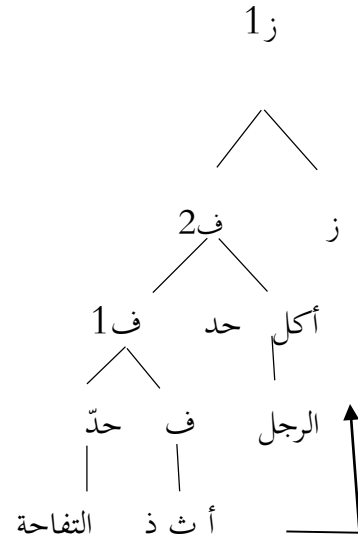 ز1
ز ف2
أكل حد ف1
الرجل ف حدّ
أ ث ذ التفاحة